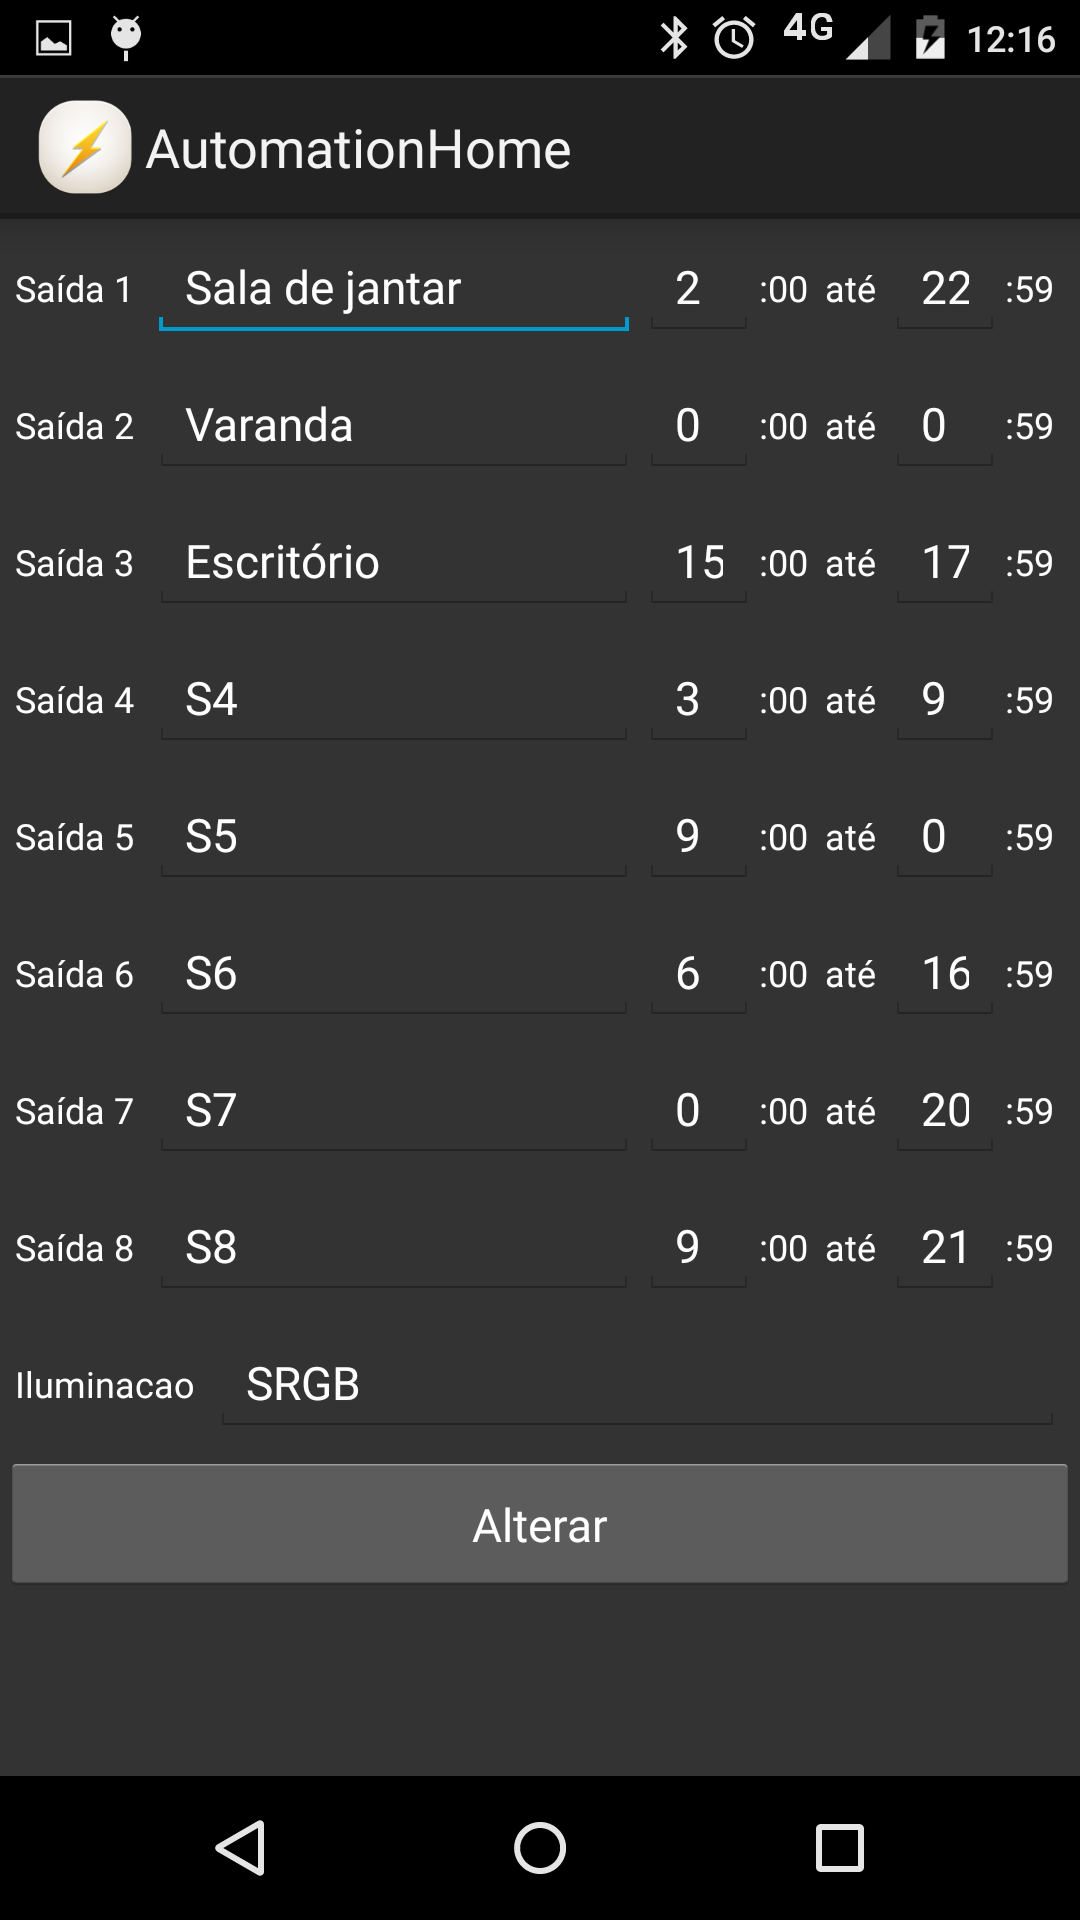 4G 12:16
AutomationHome
Saída 1 Sala de jantar 2 :00 até 22 :59
Saída 2 Varanda 0 :00 até 0 :59
Saída 3 Escritório 15 :00 até 17 :59
Saída 4 S4 3 :00 até 9 :59
Saída 5 S5 9 :00 até 0 :59
Saída 6 S6 6 :00 até 16 :59
Saída 7 S7 0 :00 até 20 :59
Saída 8 S8 9 :00 até 21 :59
Iluminacao SRGB
Alterar